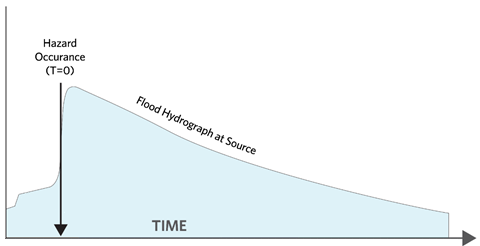 Hazard
Occurance
(T=0)
Flood Hydrograph at Source
TIME